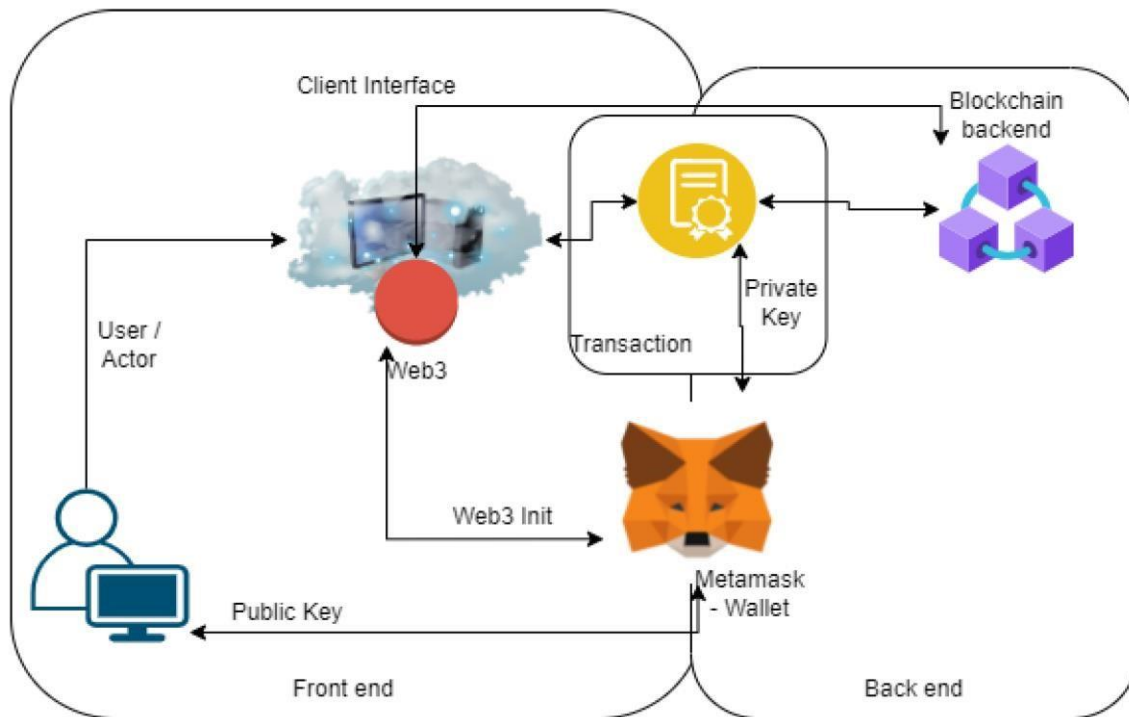 Client Interface
Blockchain
backend
User /
Actor
Web3
Transaction
Private
Key
Web3 Init
Metamask
- Wallet
Public Key
Front end
Back end